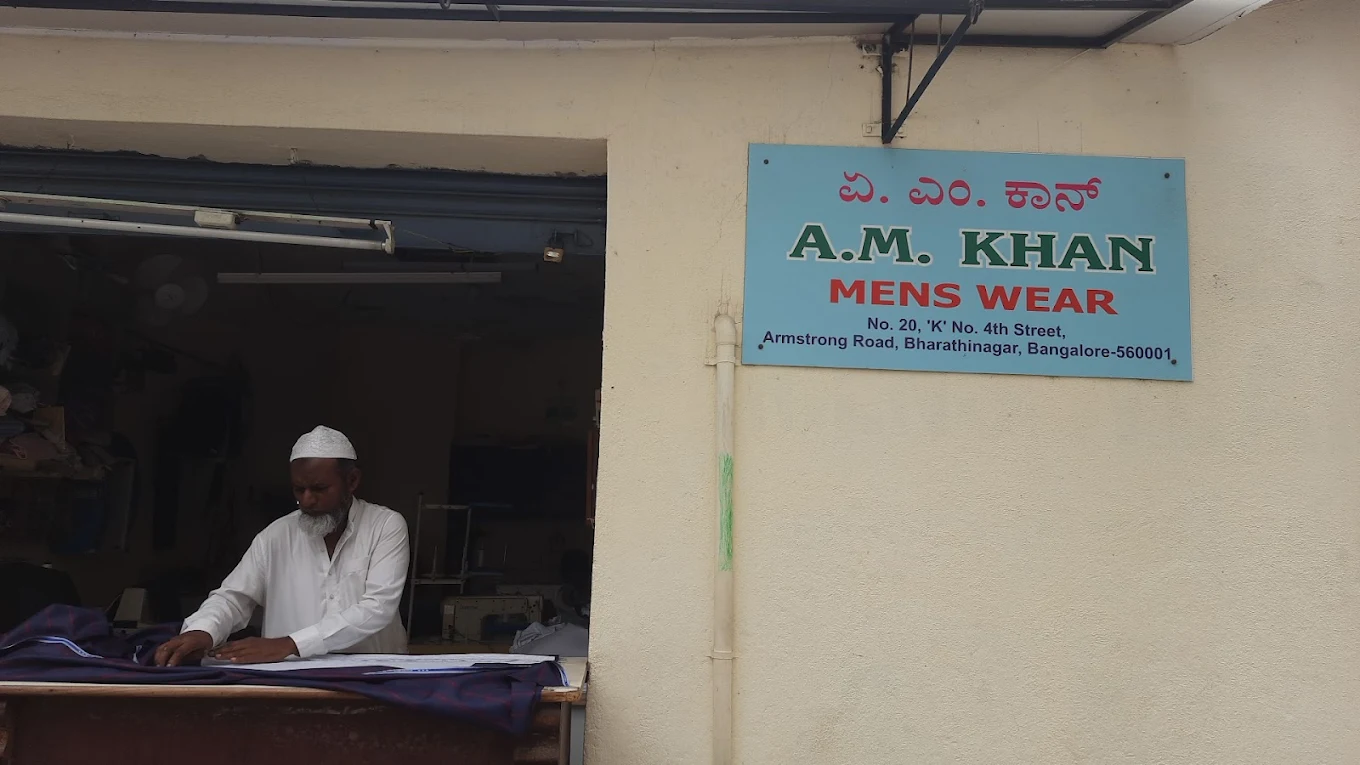 ಏ. ಎಂ. ಕಾನ್
A.M. KHAN
MENS WEAR
No. 20, 'K' No. 4th Street,
Armstrong Road, Bharathinagar, Bangalore-560001